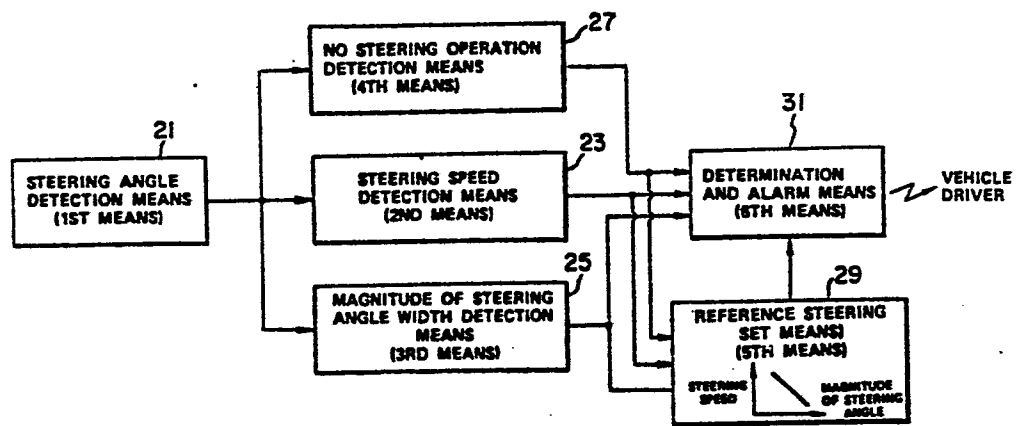 27
NO STEERING OPERATION
DETECTION MEANS
(4TH MEANS)
21
STEERING ANGLE
DETECTION MEANS
(1ST MEANS)
23
STEERING SPEED
DETECTION MEANS
(2ND MEANS)
25
MAGNITUDE OF STEERING
ANGLE WIDTH DETECTION
MEANS
(3RD MEANS)
31
DETERMINATION
AND ALARM MEANS
(6TH MEANS)
VEHICLE
DRIVER
29
REFERENCE STEERING
SET MEANS
(5TH MEANS)
STEERING
SPEED
MAGNITUDE
OF STEERING
ANGLE